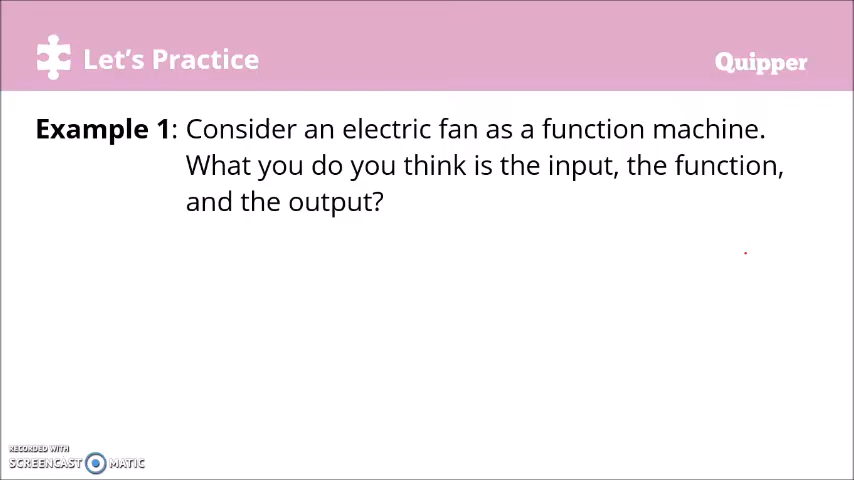 Let's Practice
Quipper
Example 1: Consider an electric fan as a function machine.
What you do you think is the input, the function,
and the output?
RECORDED WITH
SCREENCAST MATIC